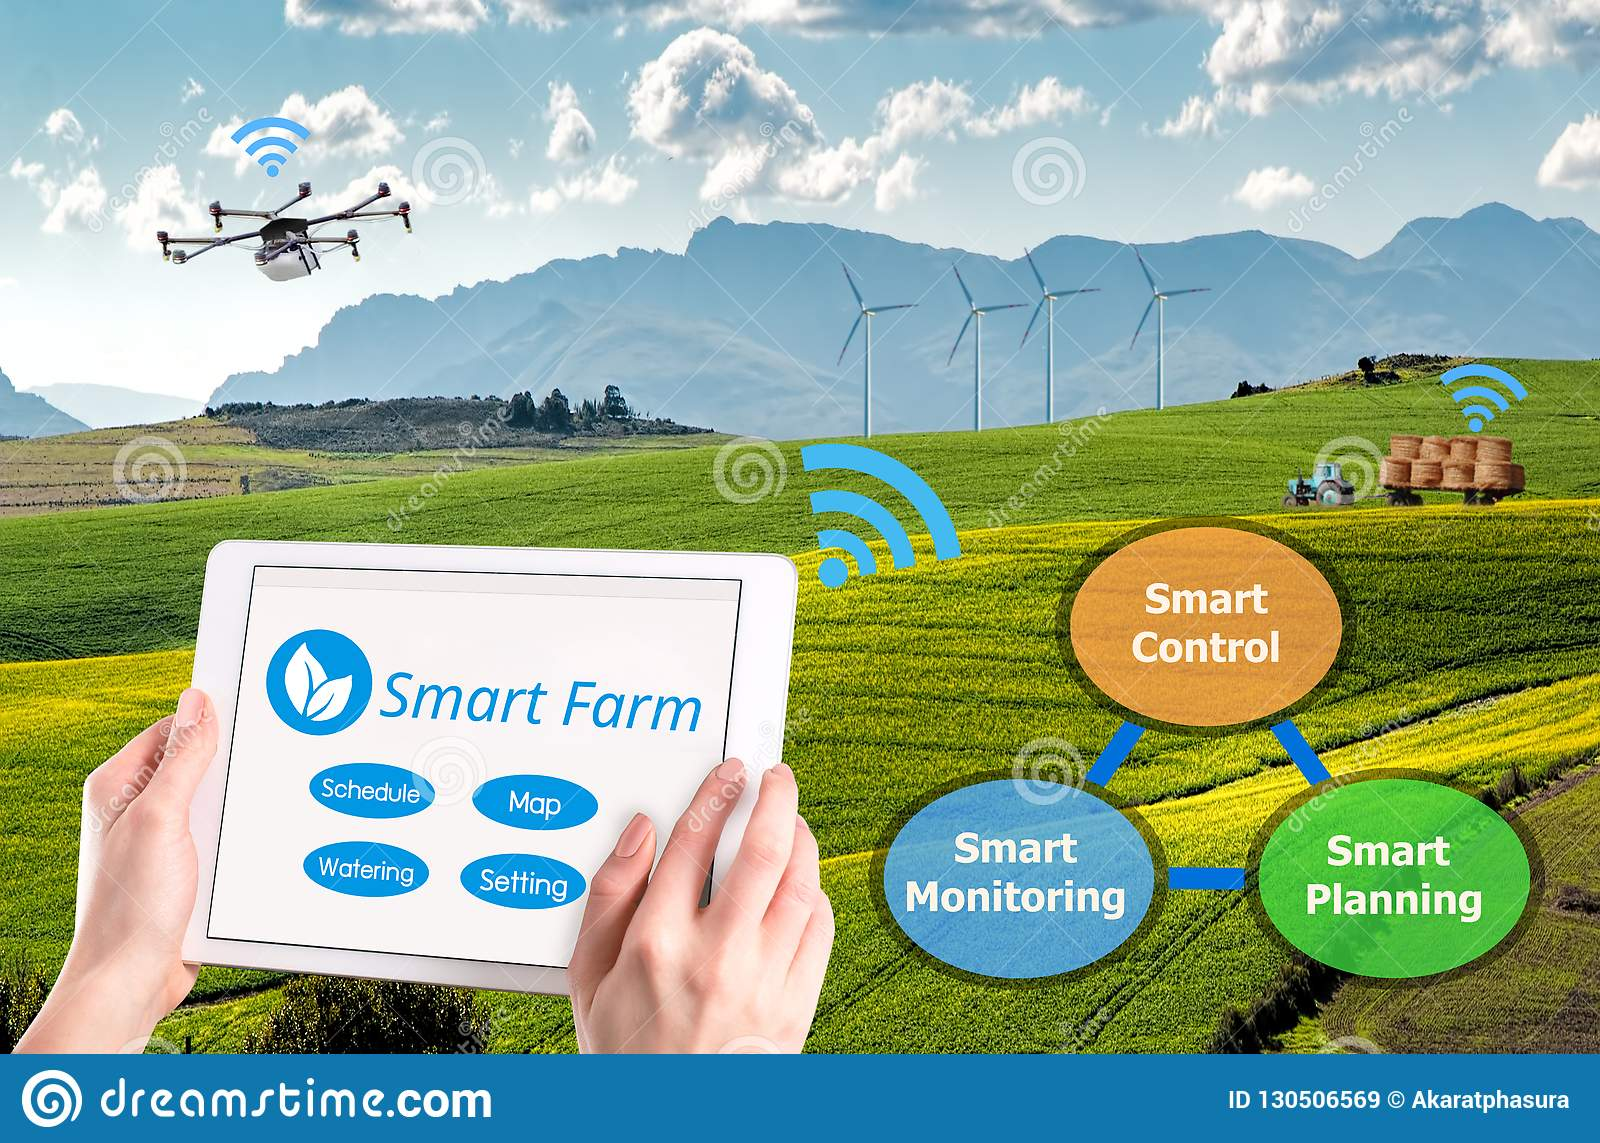 Smart Farm
Schedule
Map
Watering
Setting
Smart
Control
Smart
Monitoring
Smart
Planning
dreamstime.com
ID 130506569 © Akaratphasura